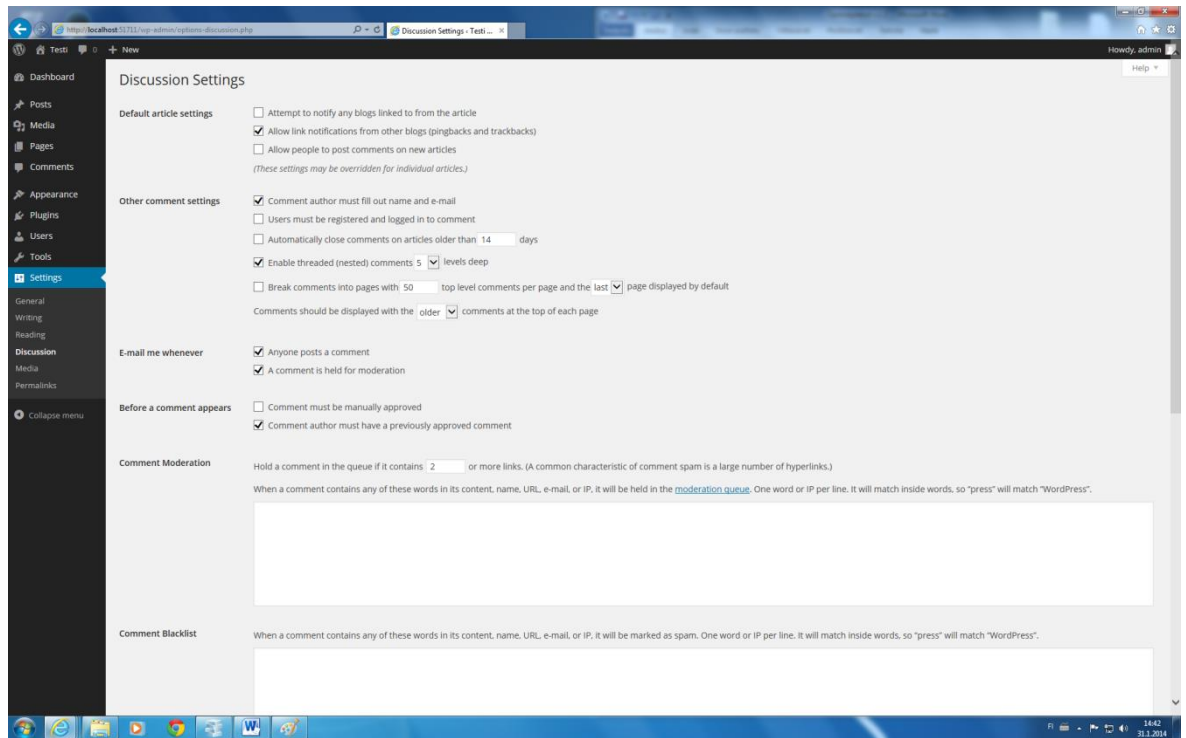 http://localhost:51711/wp-admin/options-discussion.php
Discussion Settings - Testi ...
Testi 0 + New
Howdy, admin
Help
Dashboard
Posts
Media
Pages
Comments
Appearance
Plugins
Users
Tools
Settings
General
Writing
Reading
Discussion
Media
Permalinks
Collapse menu
Discussion Settings
Default article settings
Attempt to notify any blogs linked to from the article
Allow link notifications from other blogs (pingbacks and trackbacks)
Allow people to post comments on new articles
(These settings may be overridden for individual articles.)
Other comment settings
Comment author must fill out name and e-mail
Users must be registered and logged in to comment
Automatically close comments on articles older than 14 days
Enable threaded (nested) comments 5 levels deep
Break comments into pages with 50 top level comments per page and the last page displayed by default
Comments should be displayed with the older comments at the top of each page
E-mail me whenever
Anyone posts a comment
A comment is held for moderation
Before a comment appears
Comment must be manually approved
Comment author must have a previously approved comment
Comment Moderation
Hold a comment in the queue if it contains 2 or more links. (A common characteristic of comment spam is a large number of hyperlinks.)
When a comment contains any of these words in its content, name, URL, e-mail, or IP, it will be held in the moderation queue. One word or IP per line. It will match inside words, so "press" will match "WordPress".
Comment Blacklist
When a comment contains any of these words in its content, name, URL, e-mail, or IP, it will be marked as spam. One word or IP per line. It will match inside words, so "press" will match "WordPress".
FI
14:42
31.1.2014